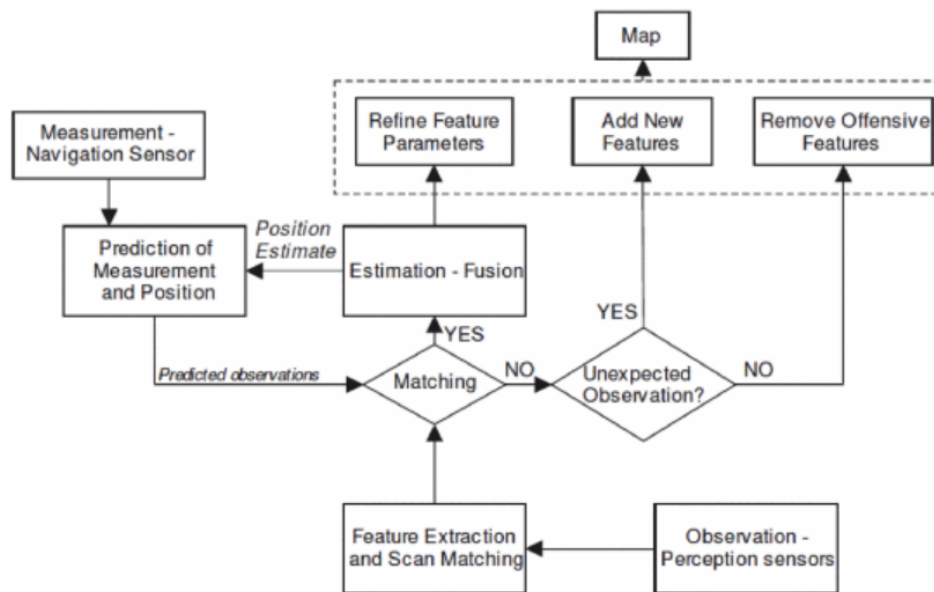 Map
Measurement -
Navigation Sensor
Refine Feature
Parameters
Add New
Features
Remove Offensive
Features
Prediction of
Measurement
and Position
Position
Estimate
Estimation - Fusion
YES
YES
Predicted observations
Matching
NO
Unexpected
Observation?
NO
Feature Extraction
and Scan Matching
Observation -
Perception sensors